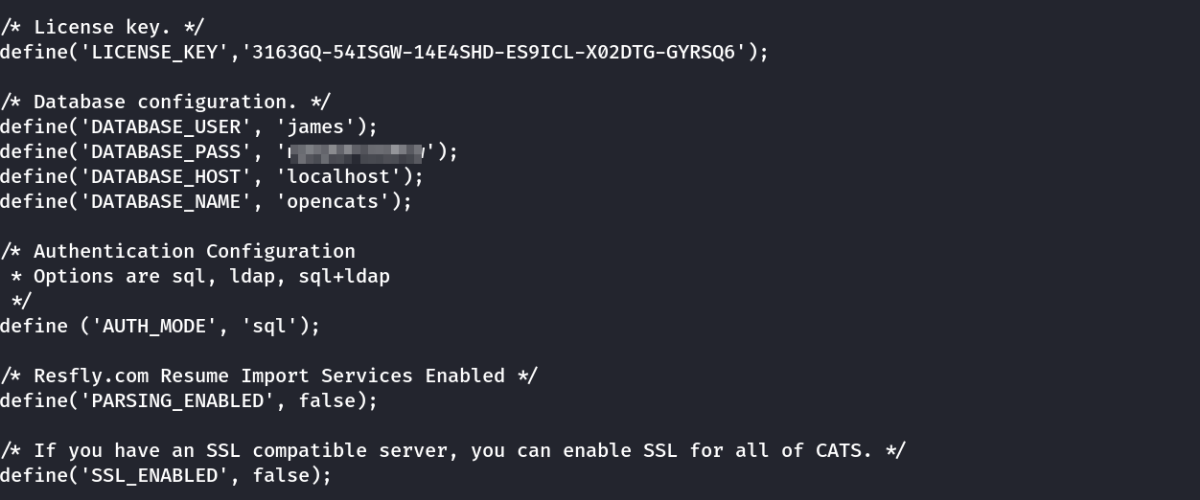 /* License key. */
define('LICENSE_KEY','3163GQ-54ISGW-14E4SHD-ES9ICL-X02DTG-GYRSQ6');
/* Database configuration. */
define('DATABASE_USER', 'james');
define('DATABASE_PASS', '');
define('DATABASE_HOST', 'localhost');
define('DATABASE_NAME', 'opencats');
/* Authentication Configuration
* Options are sql, ldap, sql+ldap
*/
define ('AUTH_MODE', 'sql');
/* Resfly.com Resume Import Services Enabled */
define('PARSING_ENABLED', false);
/* If you have an SSL compatible server, you can enable SSL for all of CATS. */
define('SSL_ENABLED', false);